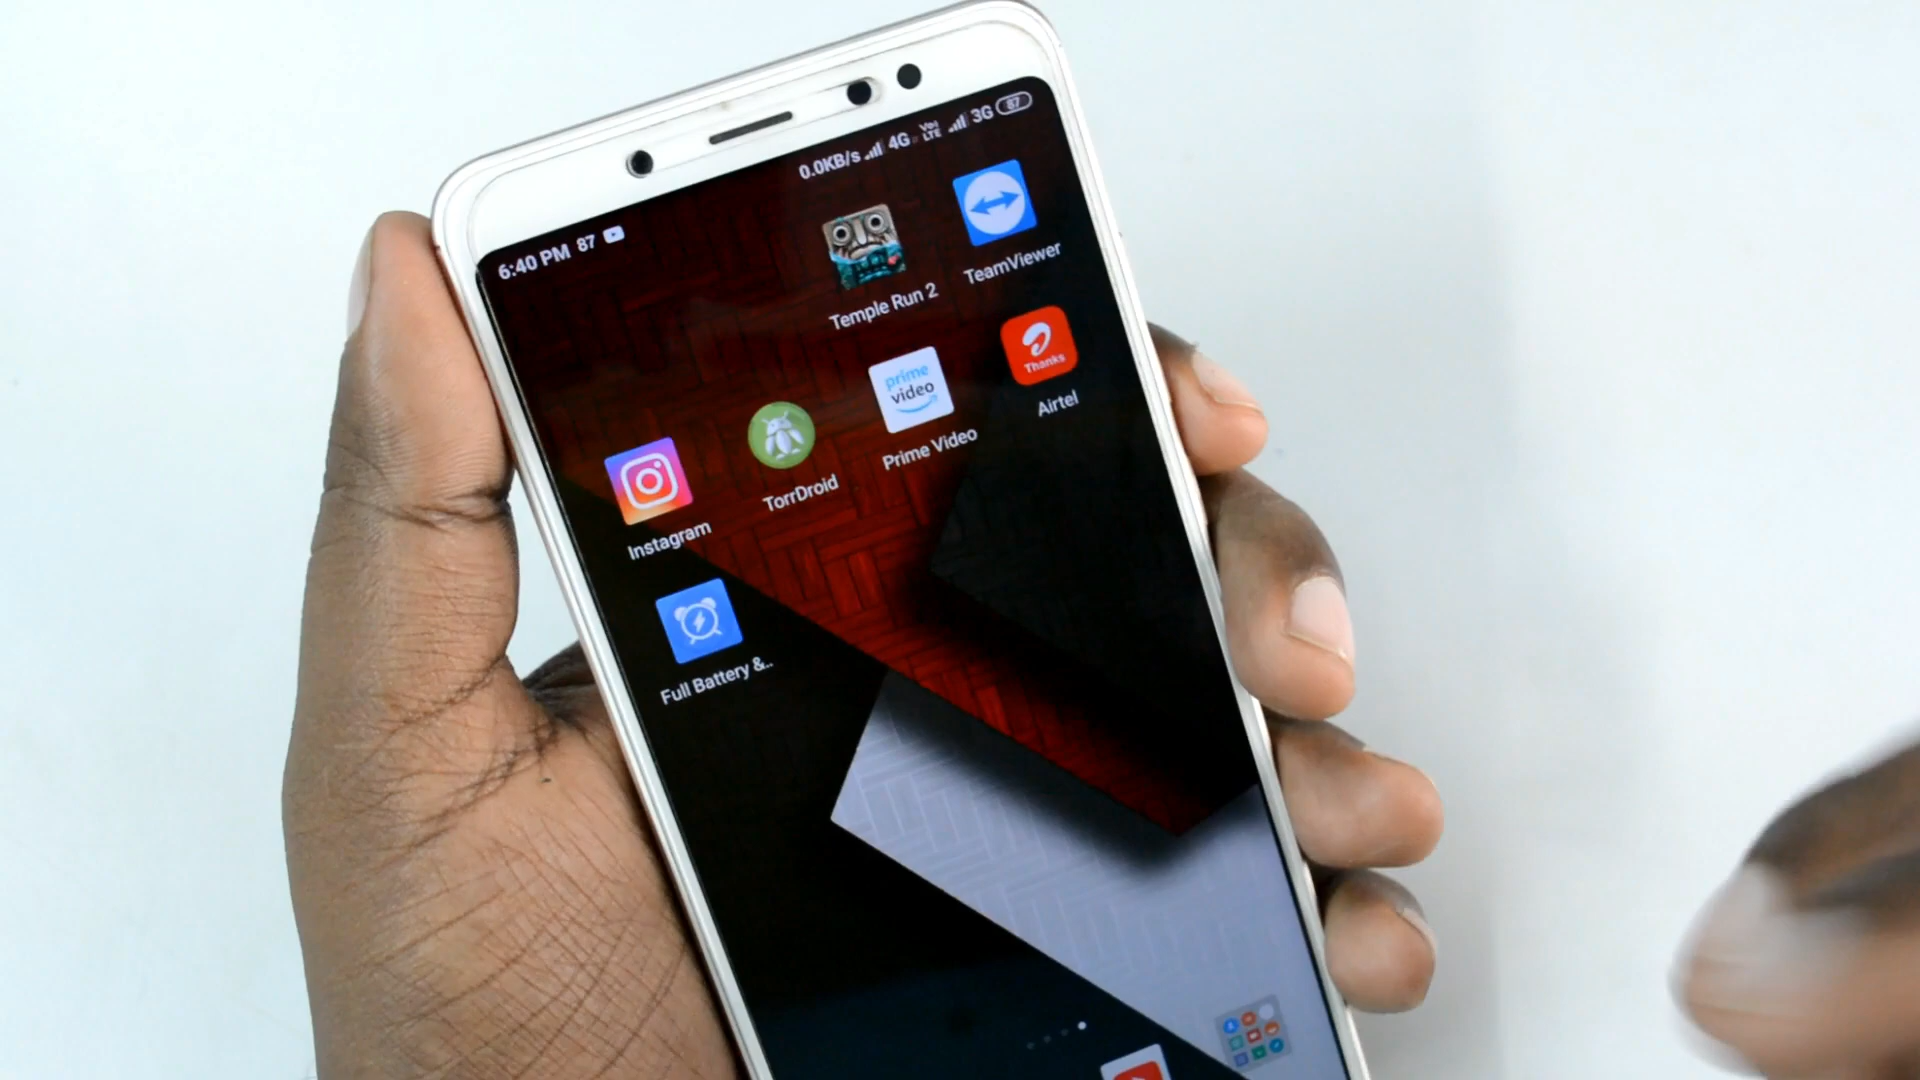 0.0KB/s 4G Vo) LTE 3G 87
6:40 PM 87
Temple Run 2
TeamViewer
prime
video
Prime Video
Thanks
Airtel
Instagram
TorrDroid
Full Battery &..